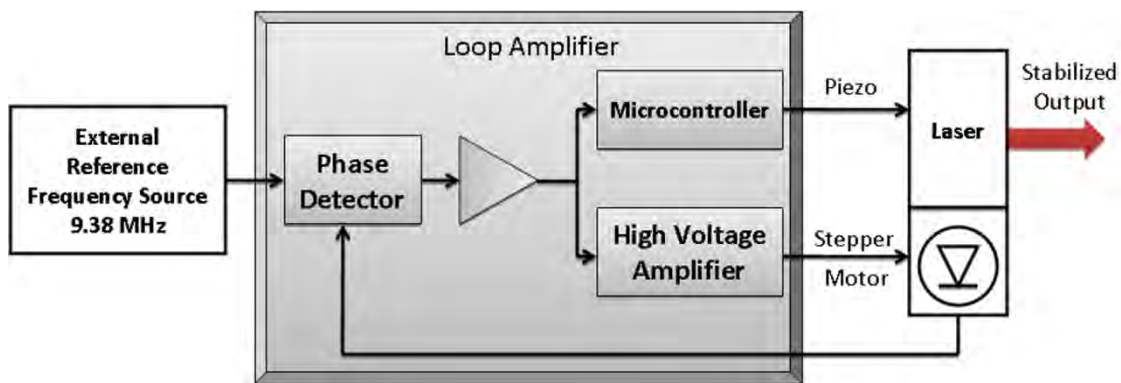 Loop Amplifier
External
Reference
Frequency Source
9.38 MHz
Phase
Detector
Microcontroller
High Voltage
Amplifier
Piezo
Stepper
Motor
Laser
Stabilized
Output